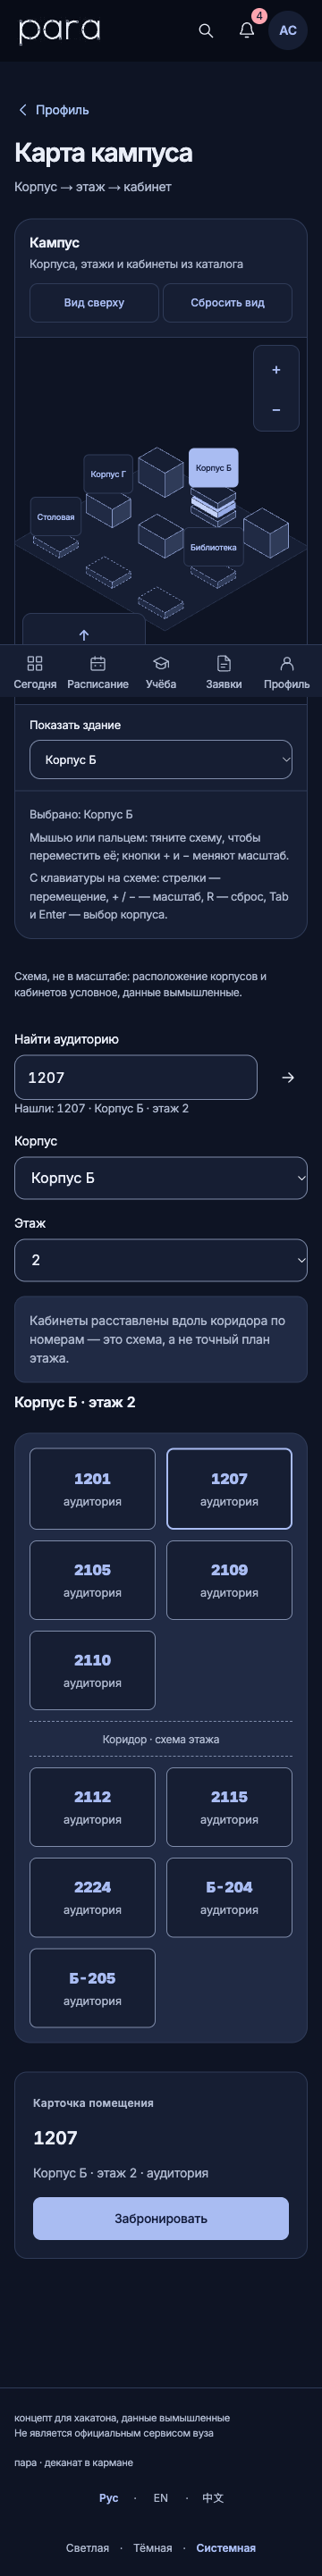 para
4
АС
Профиль
Карта кампуса
Корпус → этаж → кабинет
Кампус
Корпуса, этажи и кабинеты из каталога
Вид сверху
Сбросить вид
+
−
Корпус Г
Корпус Б
Столовая
Библиотека
↑
Сегодня
Расписание
Учёба
Заявки
Профиль
Показать здание
Корпус Б
Выбрано: Корпус Б
Мышью или пальцем: тяните схему, чтобы
переместить её; кнопки + и − меняют масштаб.
С клавиатуры на схеме: стрелки —
перемещение, + / − — масштаб, R — сброс, Tab
и Enter — выбор корпуса.
Схема, не в масштабе: расположение корпусов и
кабинетов условное, данные вымышленные.
Найти аудиторию
1207
→
Нашли: 1207 · Корпус Б · этаж 2
Корпус
Корпус Б
Этаж
2
Кабинеты расставлены вдоль коридора по
номерам — это схема, а не точный план
этажа.
Корпус Б · этаж 2
1201
аудитория
1207
аудитория
2105
аудитория
2109
аудитория
2110
аудитория
Коридор · схема этажа
2112
аудитория
2115
аудитория
2224
аудитория
Б-204
аудитория
Б-205
аудитория
Карточка помещения
1207
Корпус Б · этаж 2 · аудитория
Забронировать
концепт для хакатона, данные вымышленные
Не является официальным сервисом вуза
пара · деканат в кармане
Рус · EN · 中文
Светлая · Тёмная · Системная